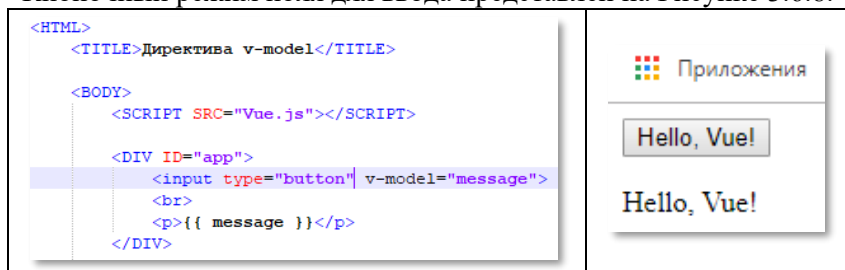 <HTML>
<TITLE>Директива v-model</TITLE>
<BODY>
<SCRIPT SRC="Vue.js"></SCRIPT>
<DIV ID="app">
<input type="button" v-model="message">
<br>
<p>{{ message }}</p>
</DIV>
Приложения
Hello, Vue!
Hello, Vue!